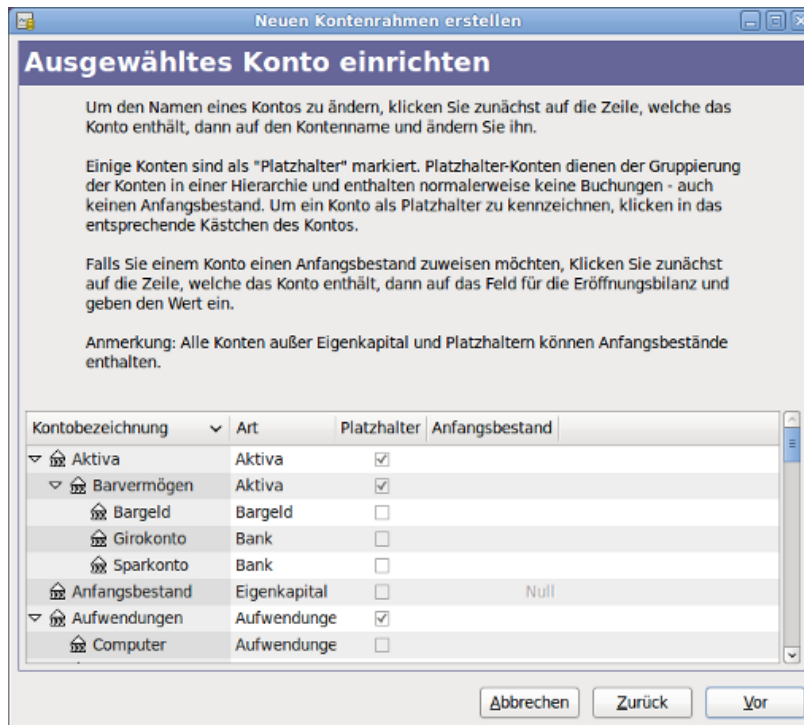 Neuen Kontenrahmen erstellen
Ausgewähltes Konto einrichten
Um den Namen eines Kontos zu ändern, klicken Sie zunächst auf die Zeile, welche das
Konto enthält, dann auf den Kontenname und ändern Sie ihn.
Einige Konten sind als "Platzhalter" markiert. Platzhalter-Konten dienen der Gruppierung
der Konten in einer Hierarchie und enthalten normalerweise keine Buchungen - auch
keinen Anfangsbestand. Um ein Konto als Platzhalter zu kennzeichnen, klicken in das
entsprechende Kästchen des Kontos.
Falls Sie einem Konto einen Anfangsbestand zuweisen möchten, Klicken Sie zunächst
auf die Zeile, welche das Konto enthält, dann auf das Feld für die Eröffnungsbilanz und
geben den Wert ein.
Anmerkung: Alle Konten außer Eigenkapital und Platzhaltern können Anfangsbestände
enthalten.
Kontobezeichnung Art Platzhalter Anfangsbestand
Aktiva Aktiva
Barvermögen Aktiva
Bargeld Bargeld
Girokonto Bank
Sparkonto Bank
Anfangsbestand Eigenkapital Null
Aufwendungen Aufwendunge
Computer Aufwendunge
Abbrechen Zurück Vor